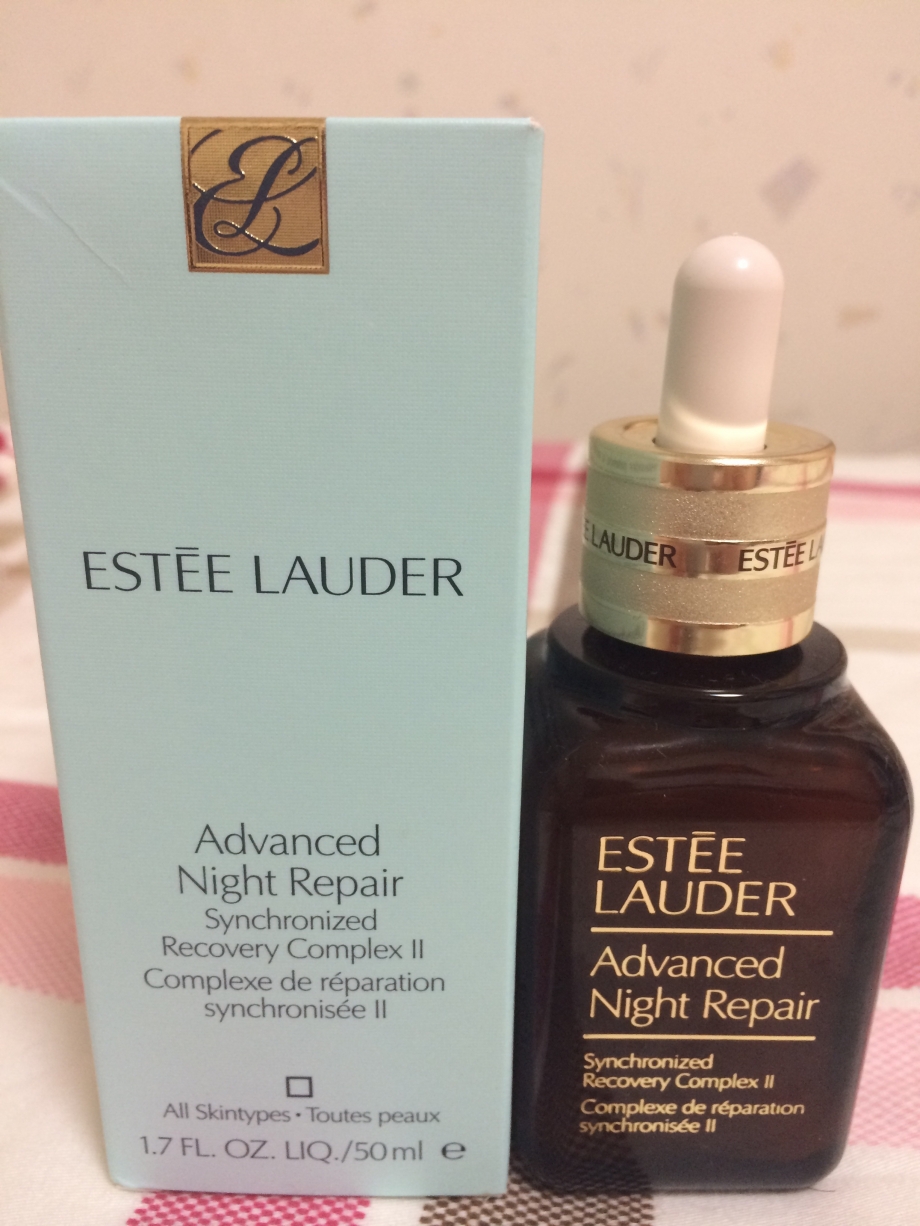 EL
ESTĒE LAUDER
Advanced
Night Repair
Synchronized
Recovery Complex II
Complexe de réparation
synchronisée II
All Skintypes • Toutes peaux
1.7 FL. OZ. LIQ./50 ml ℮
E LAUDER ESTĒE LA
ESTĒE
LAUDER
Advanced
Night Repair
Synchronized
Recovery Complex II
Complexe de réparation
synchronisée II